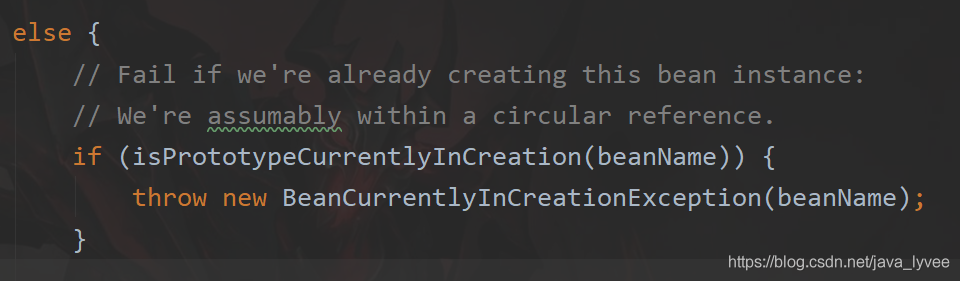 else {
// Fail if we're already creating this bean instance:
// We're assumably within a circular reference.
if (isPrototypeCurrentlyInCreation(beanName)) {
throw new BeanCurrentlyInCreationException(beanName);
}
https://blog.csdn.net/java_lyvee